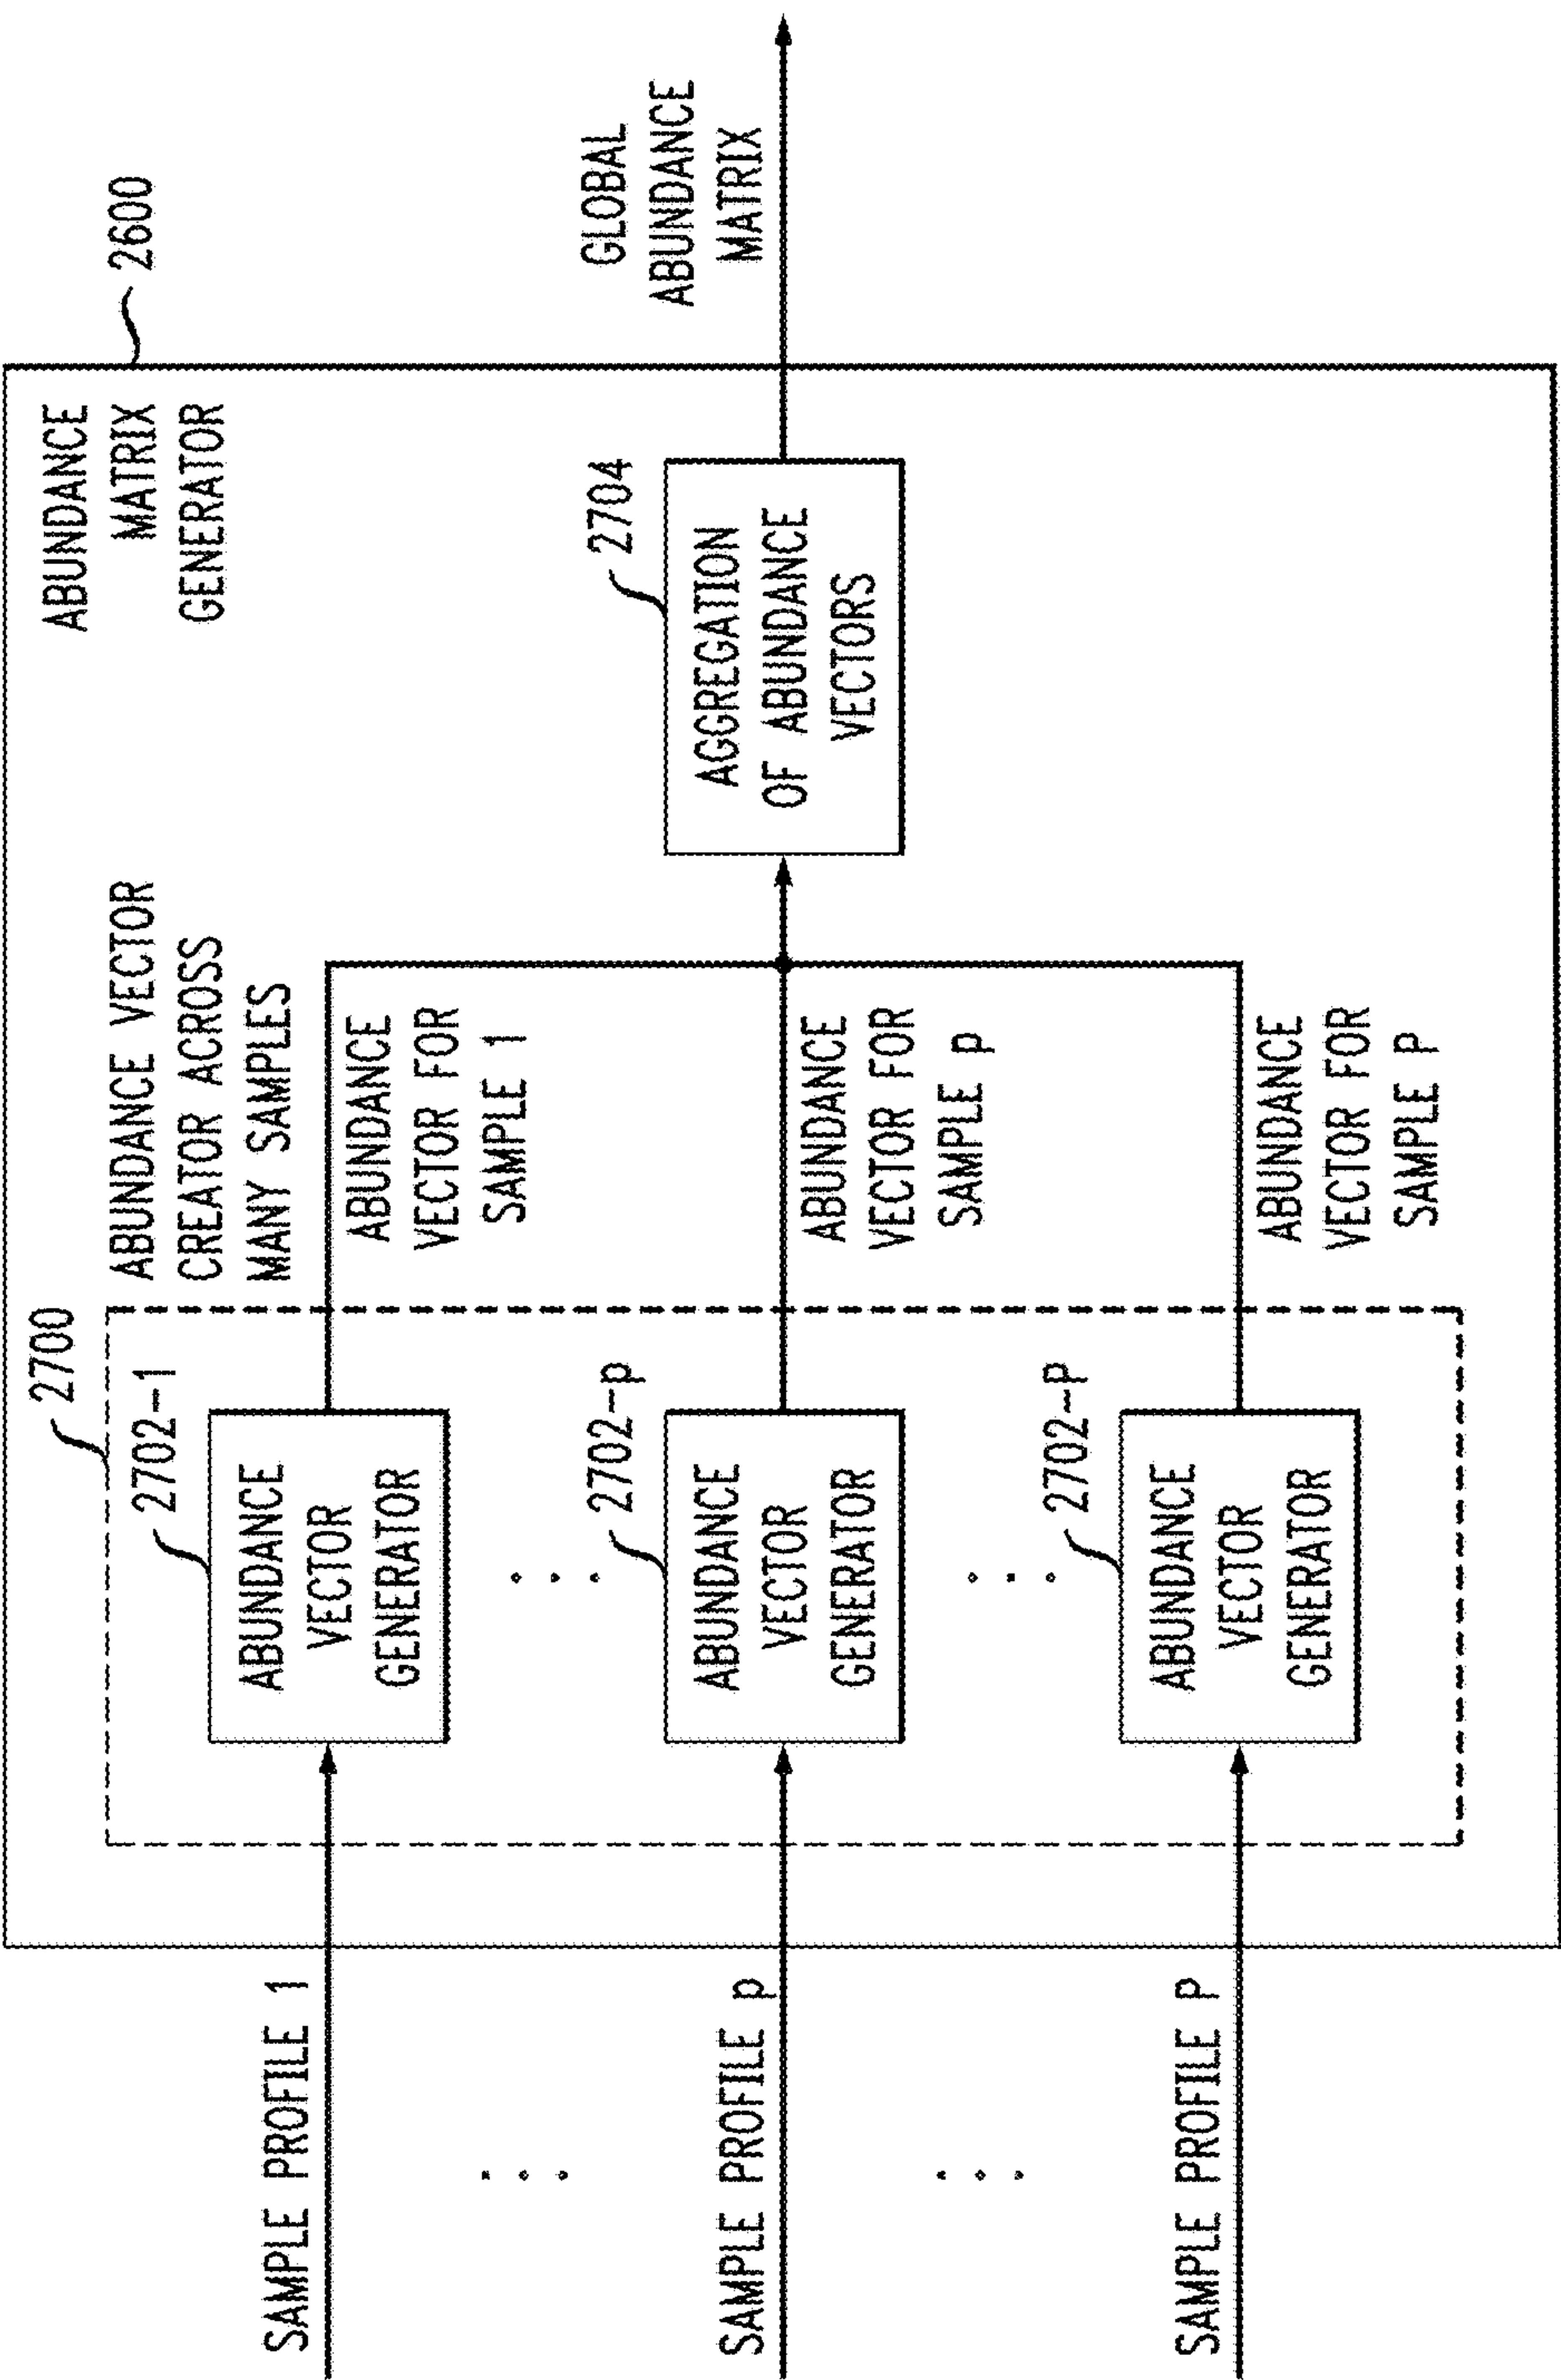 ABUNDANCE
MATRIX
GENERATOR
2600
2700
ABUNDANCE VECTOR
CREATOR ACROSS
MANY SAMPLES
SAMPLE PROFILE 1
2702-1
ABUNDANCE
VECTOR
GENERATOR
ABUNDANCE
VECTOR FOR
SAMPLE 1
SAMPLE PROFILE p
2702-p
ABUNDANCE
VECTOR
GENERATOR
ABUNDANCE
VECTOR FOR
SAMPLE p
2704
AGGREGATION
OF ABUNDANCE
VECTORS
GLOBAL
ABUNDANCE
MATRIX
SAMPLE PROFILE P
2702-P
ABUNDANCE
VECTOR
GENERATOR
ABUNDANCE
VECTOR FOR
SAMPLE P